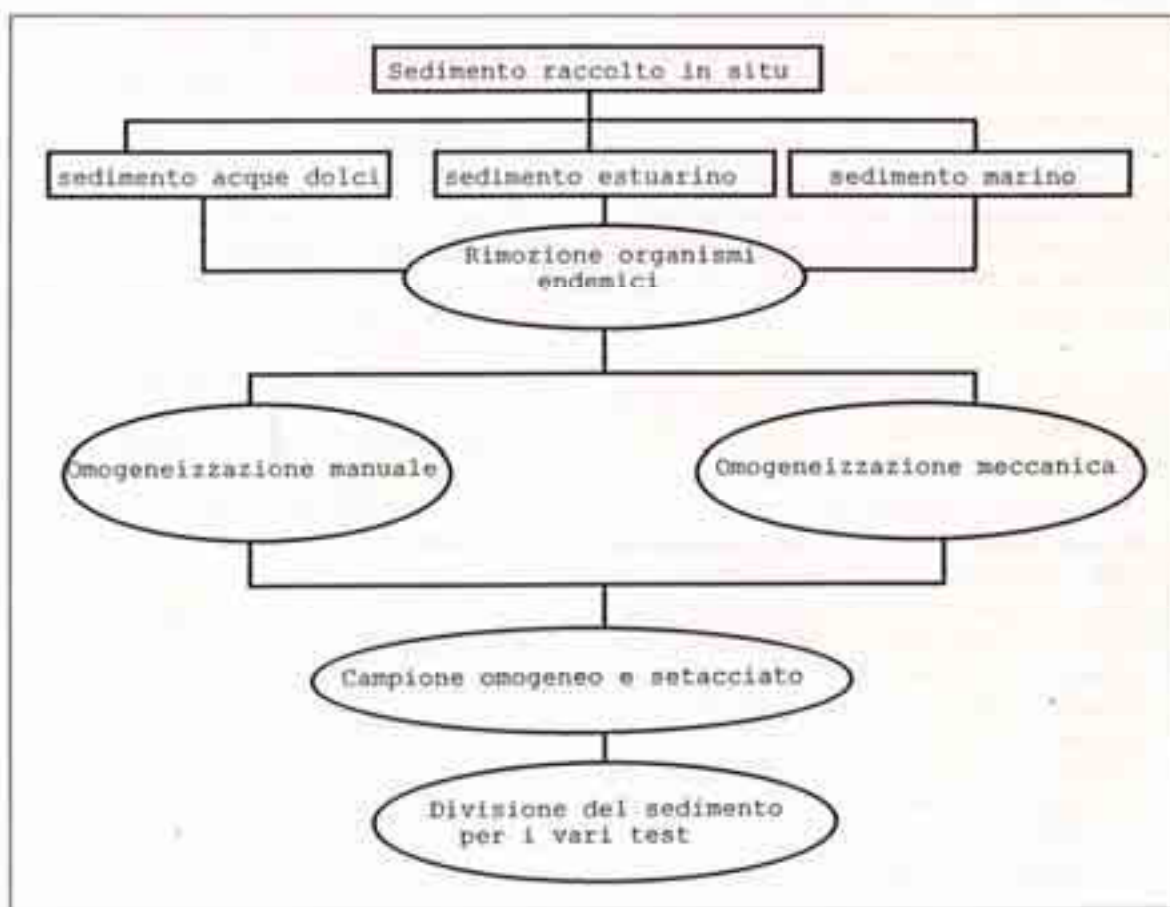 Sedimento raccolto in situ
sedimento acque dolci
sedimento estuarino
sedimento marino
Rimozione organismi
endemici
Omogeneizzazione manuale
Omogeneizzazione meccanica
Campione omogeneo e setacciato
Divisione del sedimento
per i vari test